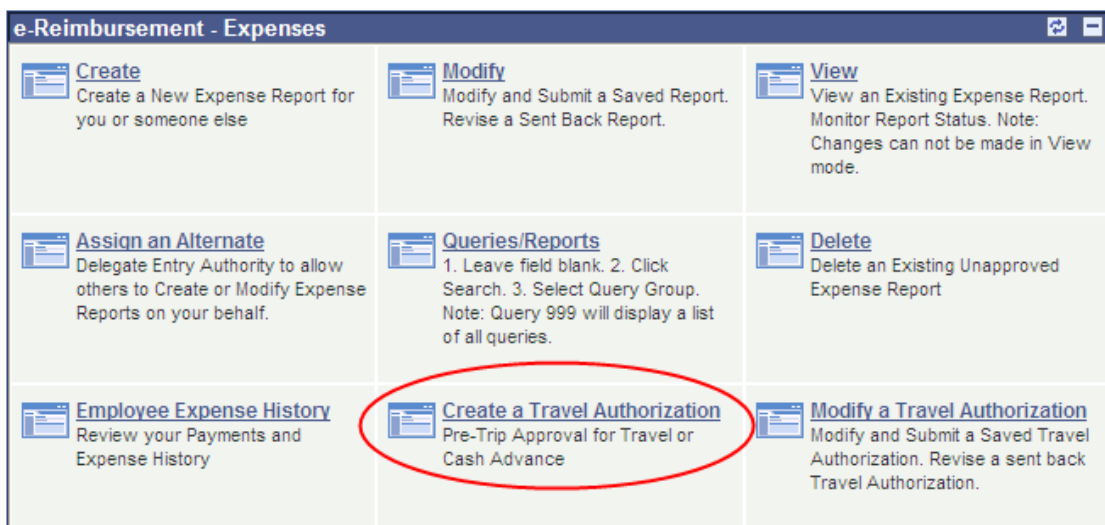 e-Reimbursement - Expenses
Create
Create a New Expense Report for
you or someone else
Modify
Modify and Submit a Saved Report.
Revise a Sent Back Report.
View
View an Existing Expense Report.
Monitor Report Status. Note:
Changes can not be made in View
mode.
Assign an Alternate
Delegate Entry Authority to allow
others to Create or Modify Expense
Reports on your behalf.
Queries/Reports
1. Leave field blank. 2. Click
Search. 3. Select Query Group.
Note: Query 999 will display a list
of all queries.
Delete
Delete an Existing Unapproved
Expense Report
Employee Expense History
Review your Payments and
Expense History
Create a Travel Authorization
Pre-Trip Approval for Travel or
Cash Advance
Modify a Travel Authorization
Modify and Submit a Saved Travel
Authorization. Revise a sent back
Travel Authorization.